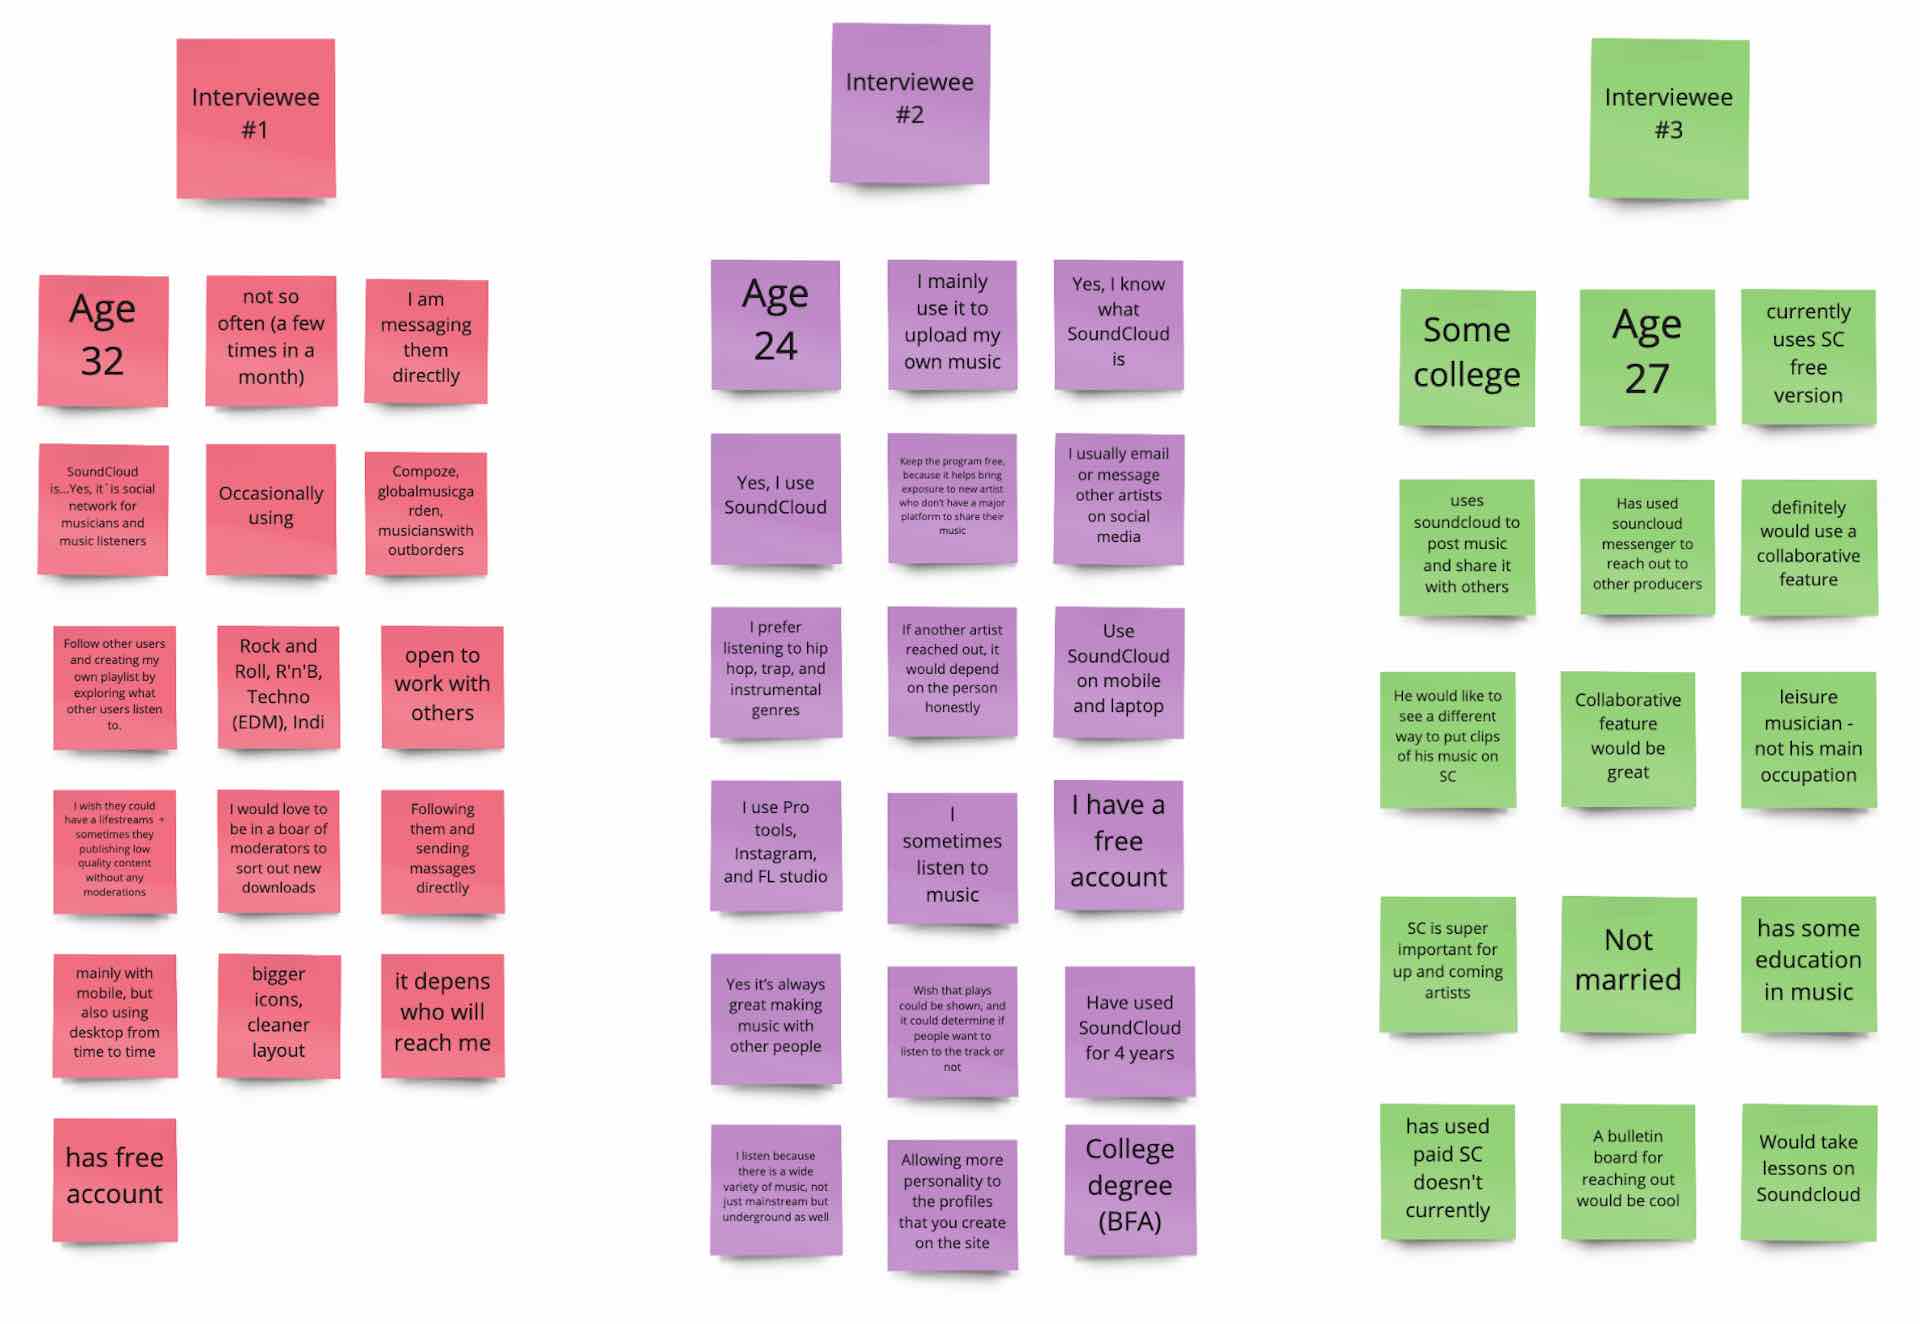 Interviewee
#1
Age
32
not so
often (a few
times in a
month)
I am
messaging
them
directlly
SoundCloud
is...Yes, it`is social
network for
musicians and
music listeners
Occasionally
using
Compoze,
globalmusicga
rden,
musicianswith
outborders
Follow other users
and creating my
own playlist by
exploring what
other users listen
to.
Rock and
Roll, R'n'B,
Techno
(EDM), Indi
open to
work with
others
I wish they could
have a lifestreams +
sometimes they
publishing low
quality content
without any
moderations
I would love to
be in a boar of
moderators to
sort out new
downloads
Following
them and
sending
massages
directlly
mainly with
mobile, but
also using
desktop from
time to time
bigger
icons,
cleaner
layout
it depens
who will
reach me
has free
account
Interviewee
#2
Age
24
I mainly
use it to
upload my
own music
Yes, I know
what
SoundCloud
is
Yes, I use
SoundCloud
Keep the program free,
because it helps bring
exposure to new artist
who don't have a major
platform to share their
music
I usually email
or message
other artists
on social
media
I prefer
listening to hip
hop, trap, and
instrumental
genres
If another artist
reached out, it
would depend
on the person
honestly
Use
SoundCloud
on mobile
and laptop
I use Pro
tools,
Instagram,
and FL studio
I
sometimes
listen to
music
I have a
free
account
Yes it's always
great making
music with
other people
Wish that plays
could be shown, and
it could determine if
people want to
listen to the track or
not
Have used
SoundCloud
for 4 years
I listen because
there is a wide
variety of music, not
just mainstream but
underground as well
Allowing more
personality to
the profiles
that you create
on the site
College
degree
(BFA)
Interviewee
#3
Some
college
Age
27
currently
uses SC
free
version
uses
soundcloud to
post music
and share it
with others
Has used
souncloud
messenger to
reach out to
other producers
definitely
would use a
collaborative
feature
He would like to
see a different
way to put clips
of his music on
SC
Collaborative
feature
would be
great
leisure
musician -
not his main
occupation
SC is super
important for
up and coming
artists
Not
married
has some
education
in music
has used
paid SC
doesn't
currently
A bulletin
board for
reaching out
would be cool
Would take
lessons on
Soundcloud